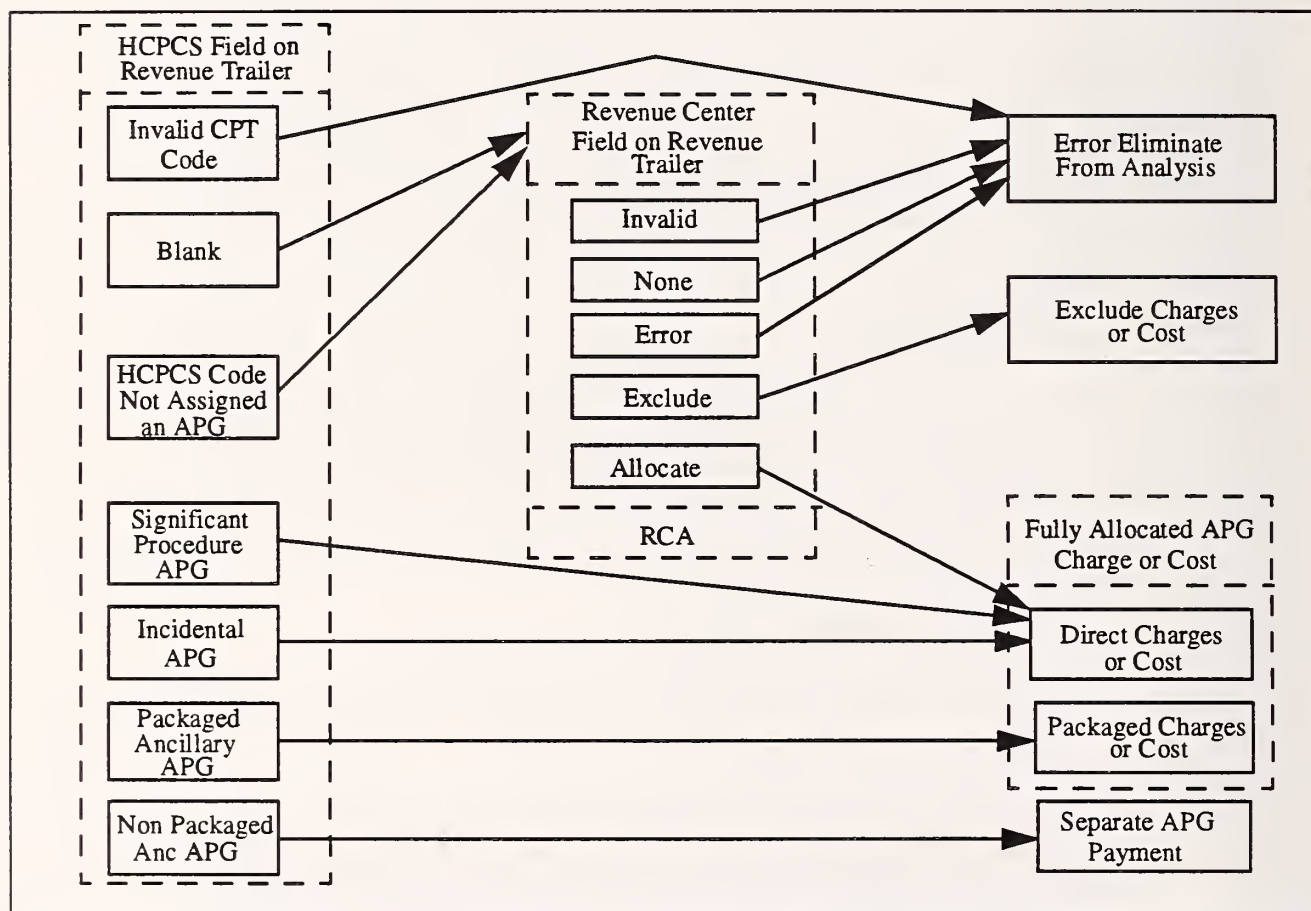 HCPCS Field on
Revenue Trailer
Invalid CPT
Code
Blank
HCPCS Code
Not Assigned
an APG
Significant
Procedure
APG
Incidental
APG
Packaged
Ancillary
APG
Non Packaged
Anc APG
Revenue Center
Field on Revenue
Trailer
Invalid
None
Error
Exclude
Allocate
RCA
Error Eliminate
From Analysis
Exclude Charges
or Cost
Fully Allocated APG
Charge or Cost
Direct Charges
or Cost
Packaged Charges
or Cost
Separate APG
Payment